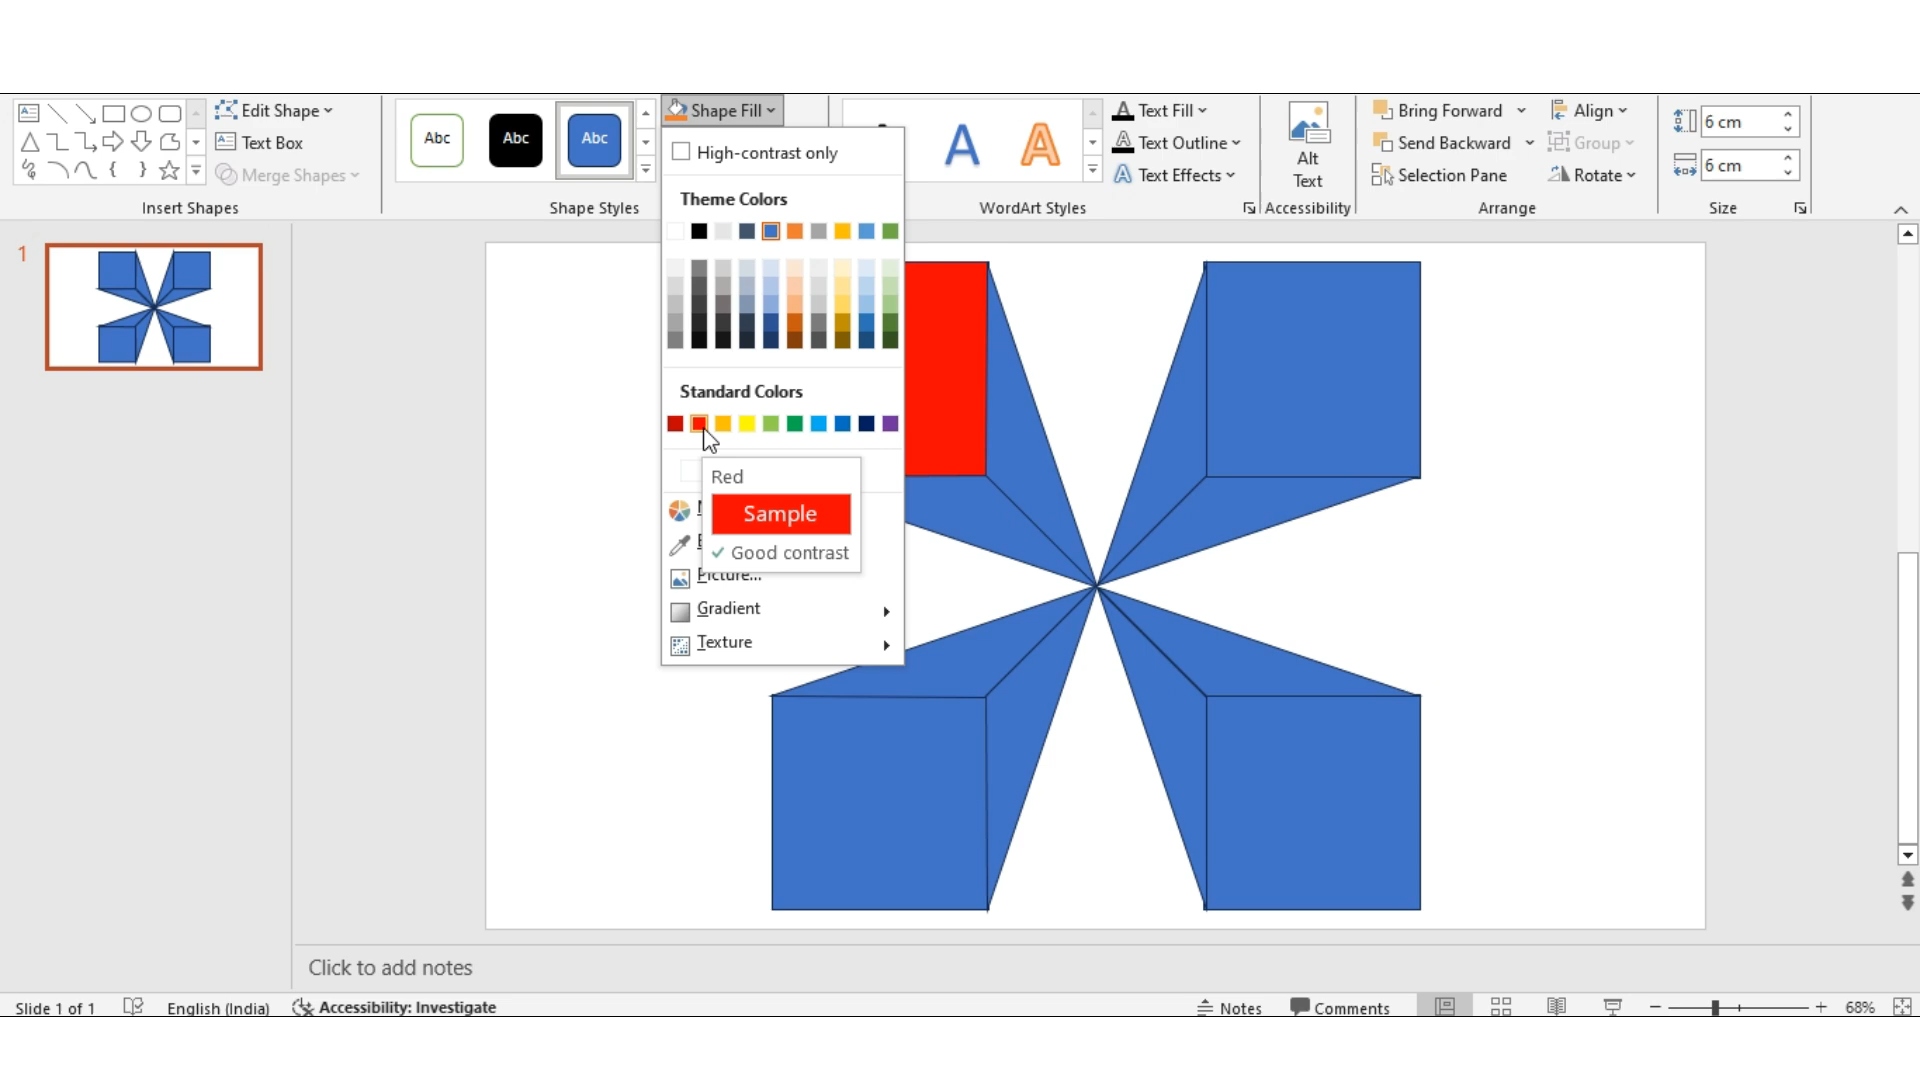 Edit Shape
Text Box
Merge Shapes
Insert Shapes
Abc
Abc
Abc
Shape Styles
Shape Fill
High-contrast only
Theme Colors
Standard Colors
Red
Sample
Good contrast
Picture...
Gradient
Texture
A
A
WordArt Styles
Text Fill
Text Outline
Text Effects
Alt
Text
Accessibility
Bring Forward
Send Backward
Selection Pane
Align
Group
Rotate
Arrange
6 cm
6 cm
Size
1
Click to add notes
Slide 1 of 1
English (India)
Accessibility: Investigate
Notes
Comments
68%